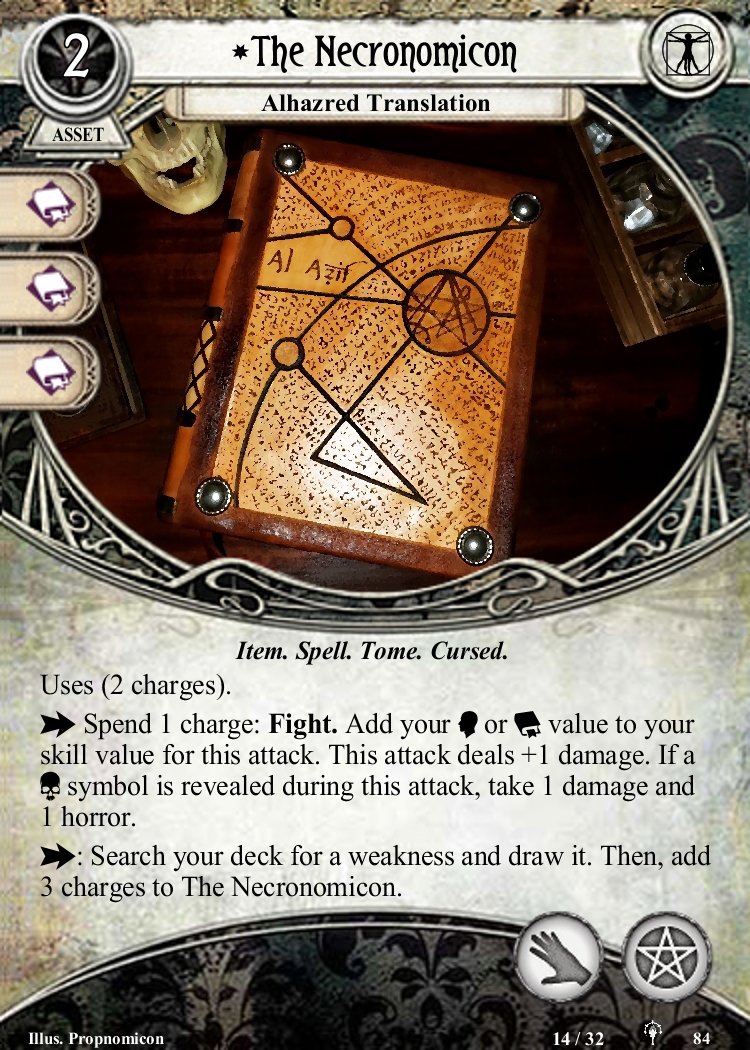 2
The Necronomicon
ASSET
Alhazred Translation
Al Azif
Item. Spell. Tome. Cursed.
Uses (2 charges).
Spend 1 charge: Fight. Add your or value to your
skill value for this attack. This attack deals +1 damage. If a
symbol is revealed during this attack, take 1 damage and
1 horror.
: Search your deck for a weakness and draw it. Then, add
3 charges to The Necronomicon.
Illus. Propnomicon
14 / 32
84